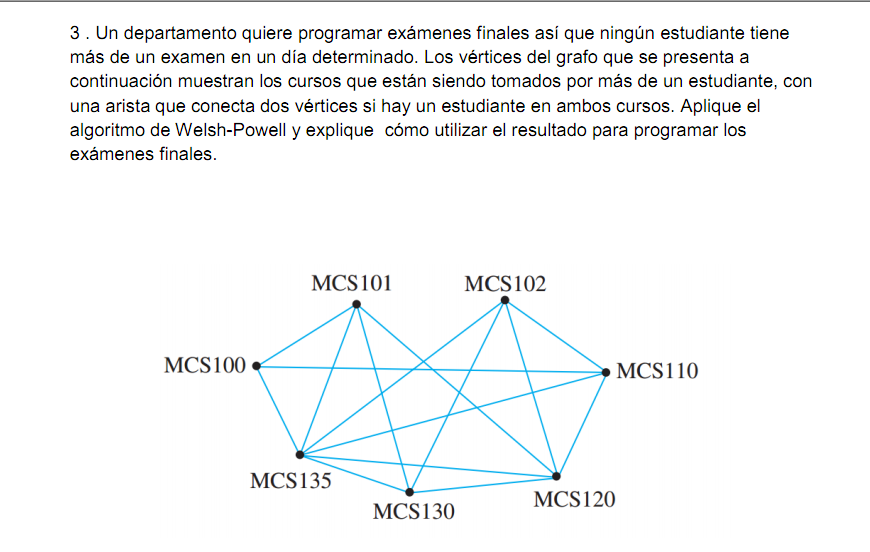 3 . Un departamento quiere programar exámenes finales así que ningún estudiante tiene
más de un examen en un día determinado. Los vértices del grafo que se presenta a
continuación muestran los cursos que están siendo tomados por más de un estudiante, con
una arista que conecta dos vértices si hay un estudiante en ambos cursos. Aplique el
algoritmo de Welsh-Powell y explique cómo utilizar el resultado para programar los
exámenes finales.
MCS101
MCS102
MCS100
MCS110
MCS135
MCS130
MCS120